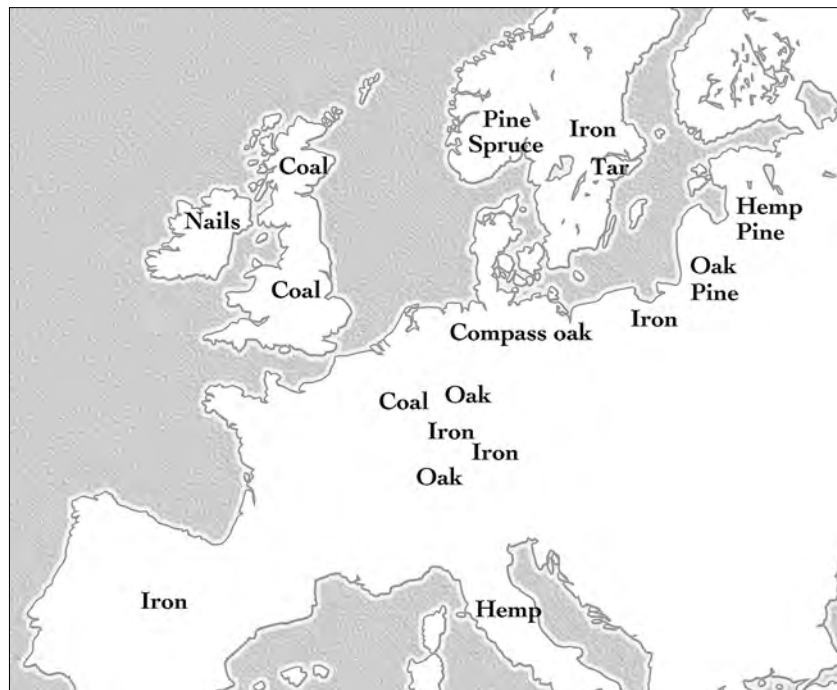 Pine
Spruce
Iron
Tar
Coal
Nails
Hemp
Pine
Oak
Pine
Coal
Iron
Compass oak
Coal
Oak
Iron
Iron
Oak
Iron
Hemp